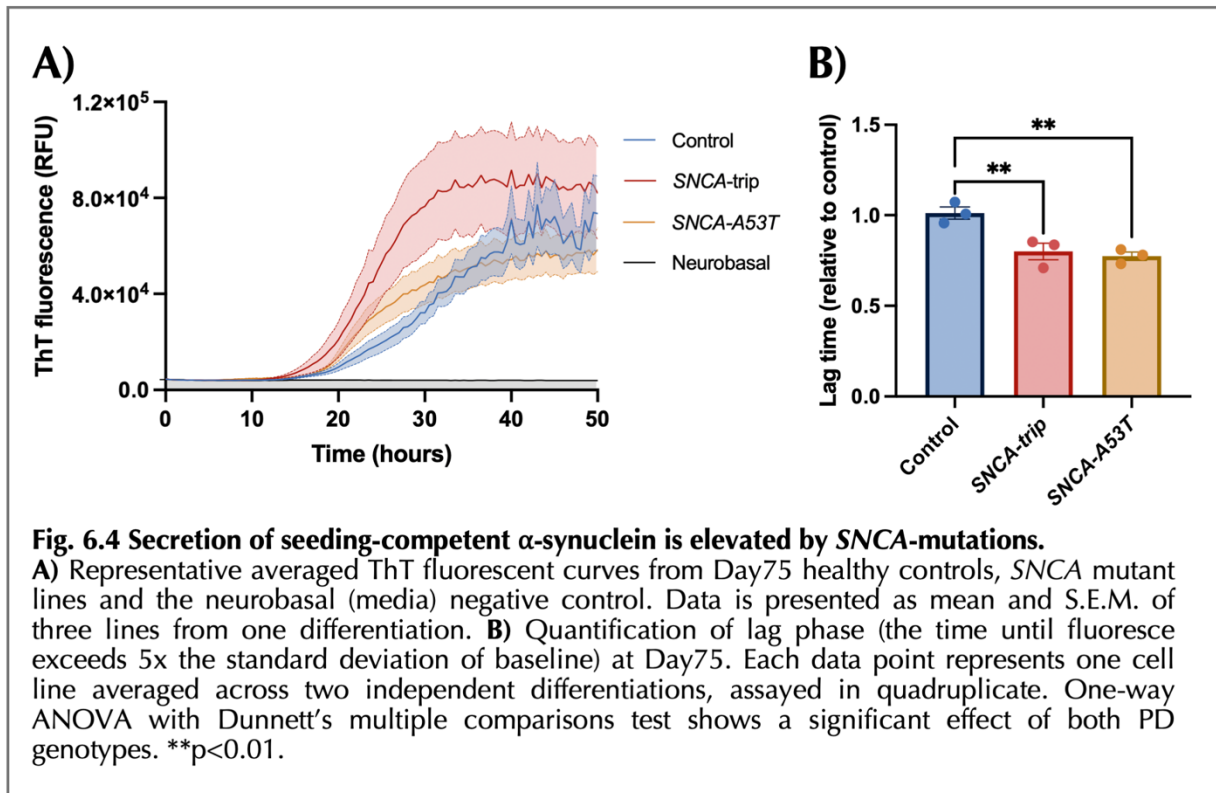 A)
B)
ThT fluorescence (RFU)
1.2×10⁵
8.0×10⁴
4.0×10⁴
0.0
0 10 20 30 40 50
Time (hours)
Control
SNCA-trip
SNCA-A53T
Neurobasal
Lag time (relative to control)
1.5
1.0
0.5
0.0
**
**
Control
SNCA-trip
SNCA-A53T
Fig. 6.4 Secretion of seeding-competent α-synuclein is elevated by SNCA-mutations.
A) Representative averaged ThT fluorescent curves from Day75 healthy controls, SNCA mutant
lines and the neurobasal (media) negative control. Data is presented as mean and S.E.M. of
three lines from one differentiation. B) Quantification of lag phase (the time until fluoresce
exceeds 5x the standard deviation of baseline) at Day75. Each data point represents one cell
line averaged across two independent differentiations, assayed in quadruplicate. One-way
ANOVA with Dunnett's multiple comparisons test shows a significant effect of both PD
genotypes. **p<0.01.